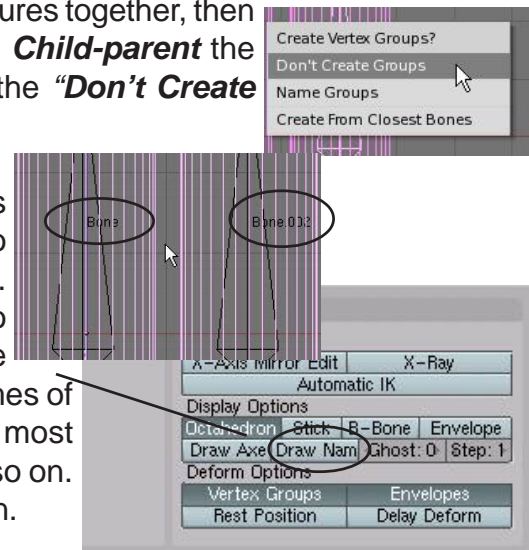 ures together, then
Child-parent the
the “Don’t Create
Create Vertex Groups?
Don't Create Groups
Name Groups
Create From Closest Bones
s
o
.
o
e
nes of
most
so on.
n.
Bone
Bone.002
X-Axis Mirror Edit X-Ray
Automatic IK
Display Options
Octahedron Stick B-Bone Envelope
Draw Axe Draw Nam Ghost: 0 Step: 1
Deform Options
Vertex Groups Envelopes
Rest Position Delay Deform